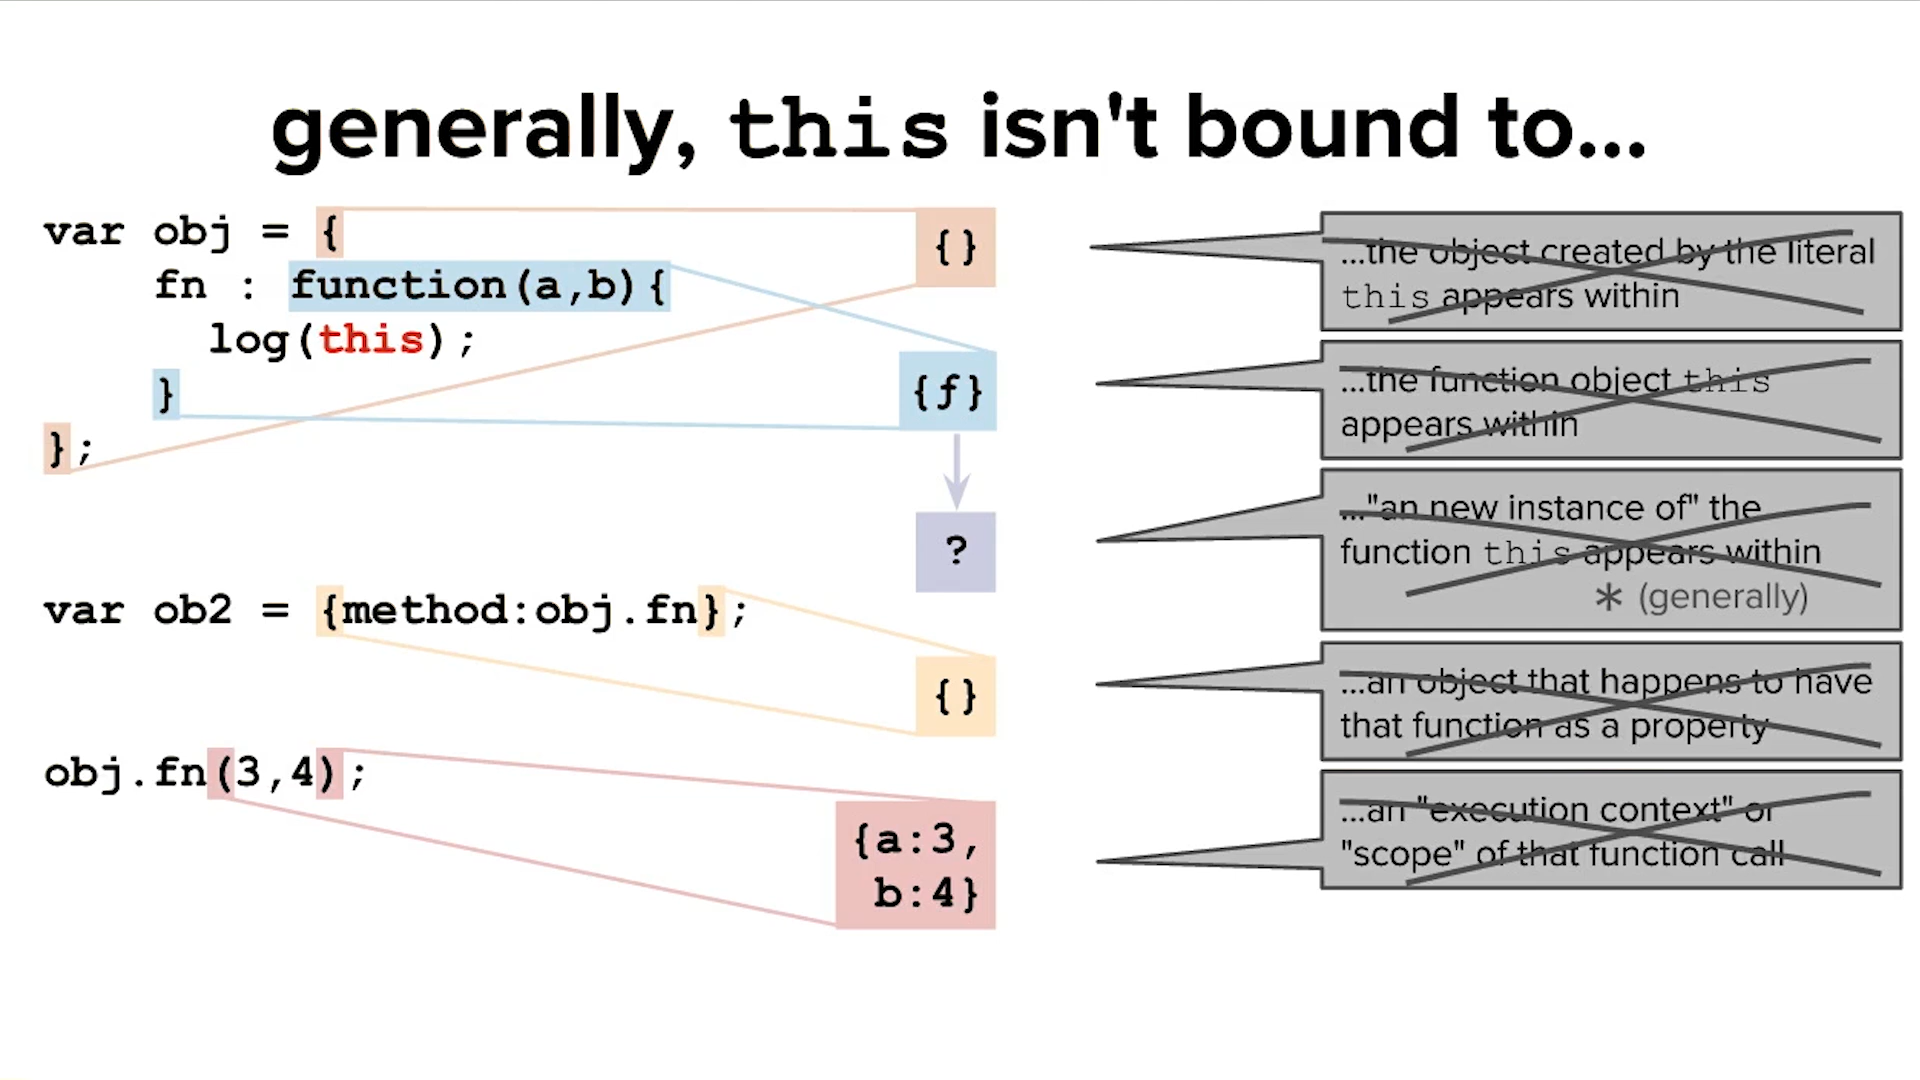 generally, this isn't bound to...
var obj = {
fn : function(a,b){
log(this);
}
};
{}
{f}
?
var ob2 = {method:obj.fn};
{}
obj.fn(3,4);
{a:3,
b:4}
...the object created by the literal
this appears within
...the function object this
appears within
..."an new instance of" the
function this appears within
* (generally)
...an object that happens to have
that function as a property
...an "execution context" or
"scope" of that function call